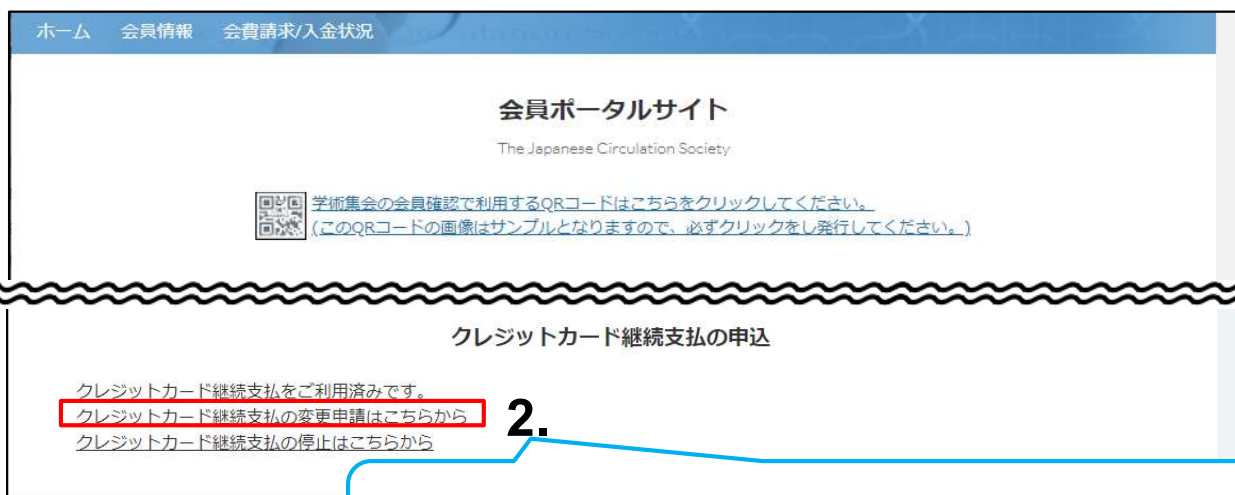 ホーム 会員情報 会費請求/入金状況
会員ポータルサイト
The Japanese Circulation Society
学術集会の会員確認で利用するQRコードはこちらをクリックしてください。
(このQRコードの画像はサンプルとなりますので、必ずクリックをし発行してください。)
クレジットカード継続支払の申込
クレジットカード継続支払をご利用済みです。
クレジットカード継続支払の変更申請はこちらから
2.
クレジットカード継続支払の停止はこちらから